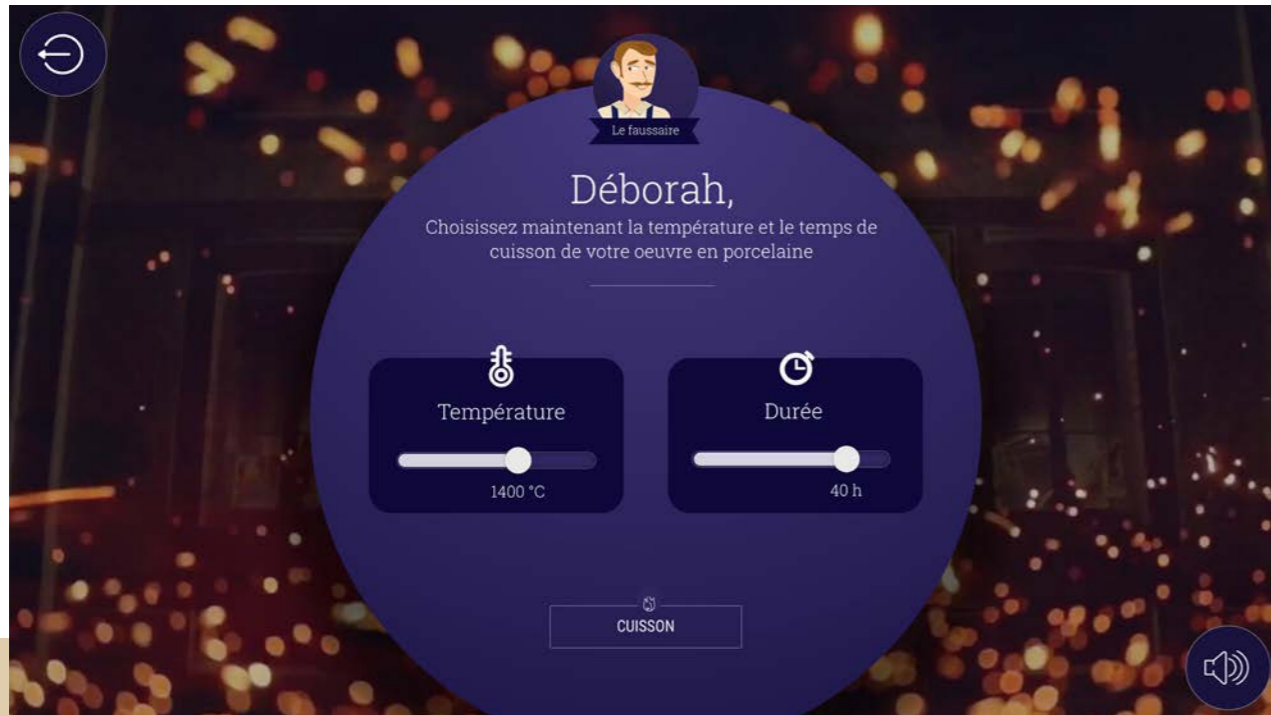 Le faussaire
Déborah,
Choisissez maintenant la température et le temps de
cuisson de votre oeuvre en porcelaine
Température
1400 °C
Durée
40 h
CUISSON